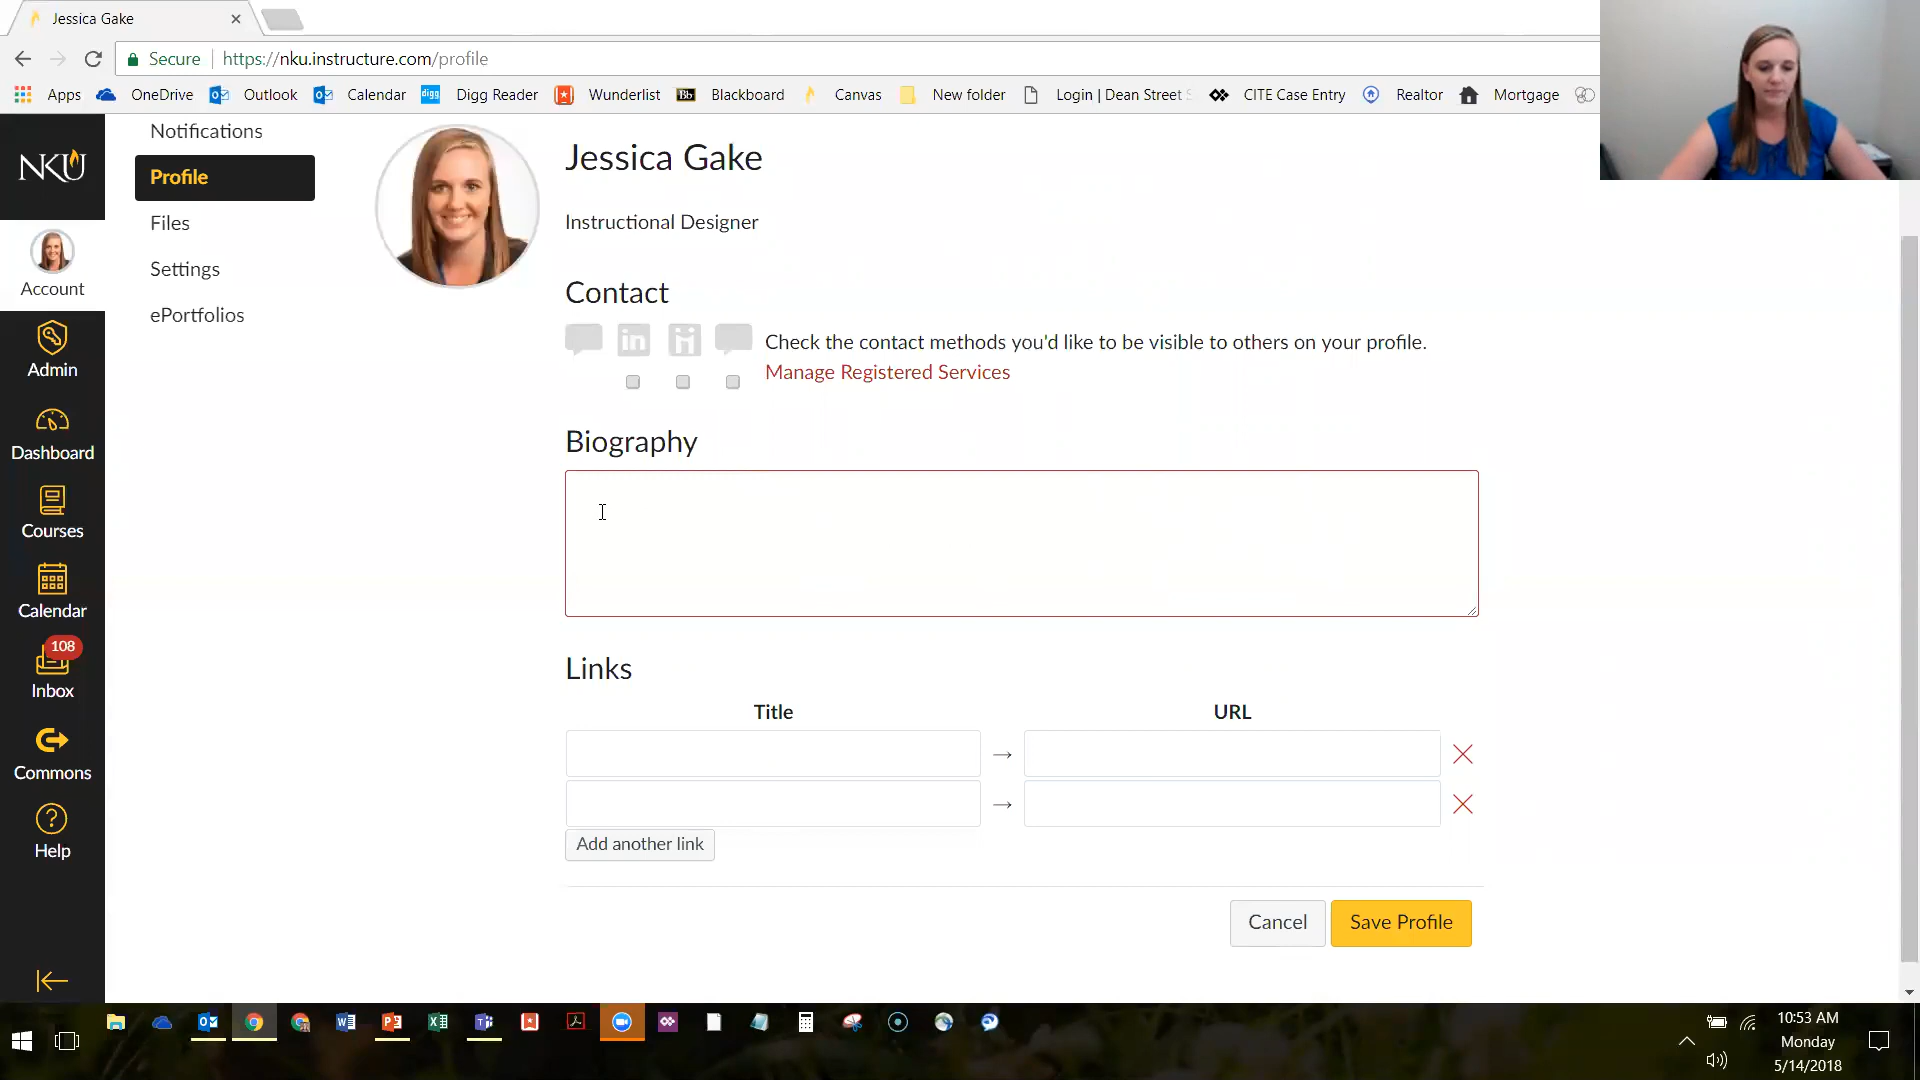 Jessica Gake
Secure https://nku.instructure.com/profile
Apps OneDrive Outlook Calendar digg Digg Reader Wunderlist Bb Blackboard Canvas New folder Login | Dean Street CITE Case Entry Realtor Mortgage
NKU
Account
Admin
Dashboard
Courses
Calendar
108
Inbox
Commons
Help
Notifications
Profile
Files
Settings
ePortfolios
Jessica Gake
Instructional Designer
Contact
in
Check the contact methods you'd like to be visible to others on your profile.
Manage Registered Services
Biography
Links
Title URL
→
→
Add another link
Cancel Save Profile
10:53 AM
Monday
5/14/2018